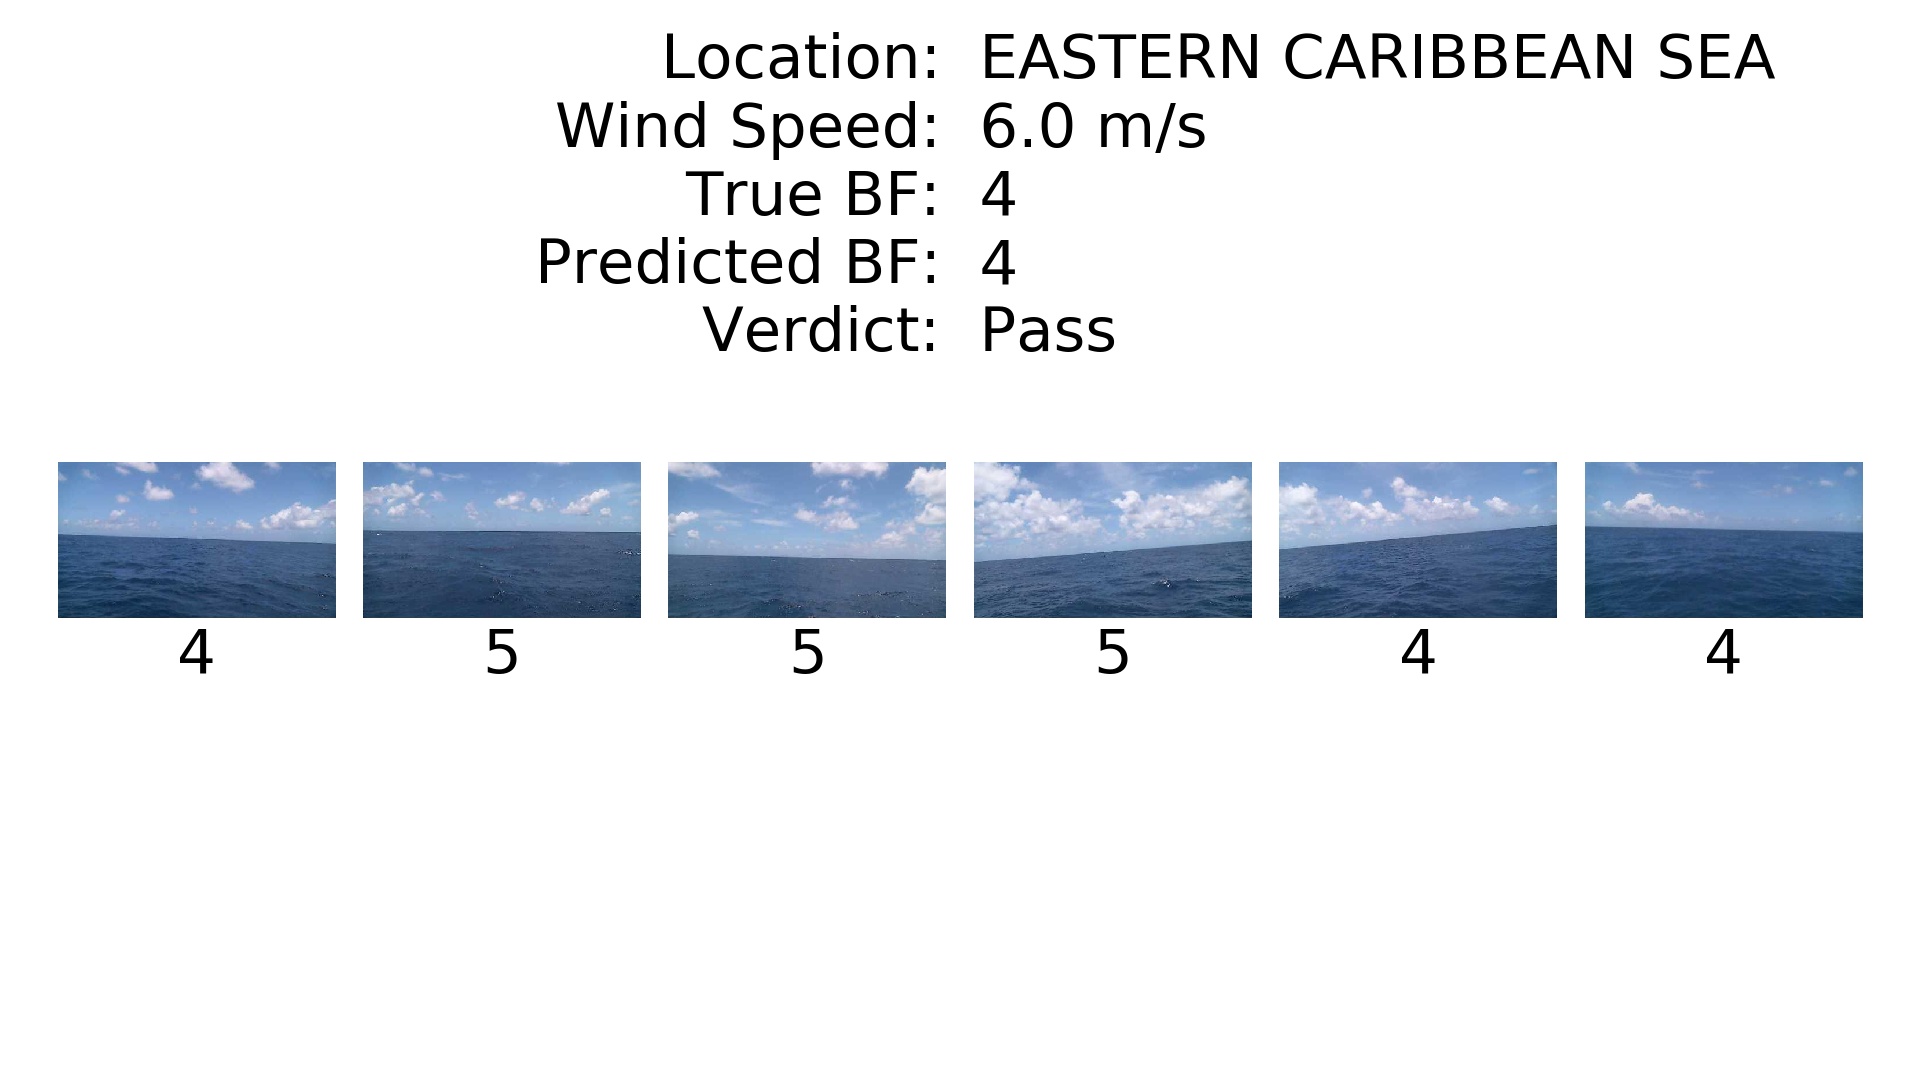 Location: EASTERN CARIBBEAN SEA
Wind Speed: 6.0 m/s
True BF: 4
Predicted BF: 4
Verdict: Pass
4 5 5 5 4 4